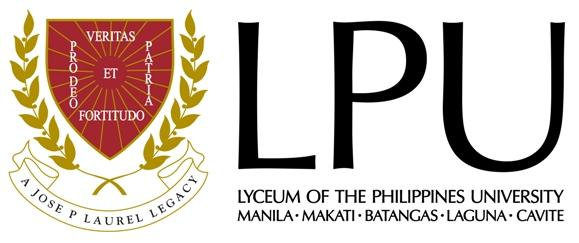 VERITAS
ET
FORTITUDO
PRO DEO
PATRIA
A JOSE P LAUREL LEGACY
LPU
LYCEUM OF THE PHILIPPINES UNIVERSITY
MANILA · MAKATI · BATANGAS · LAGUNA · CAVITE